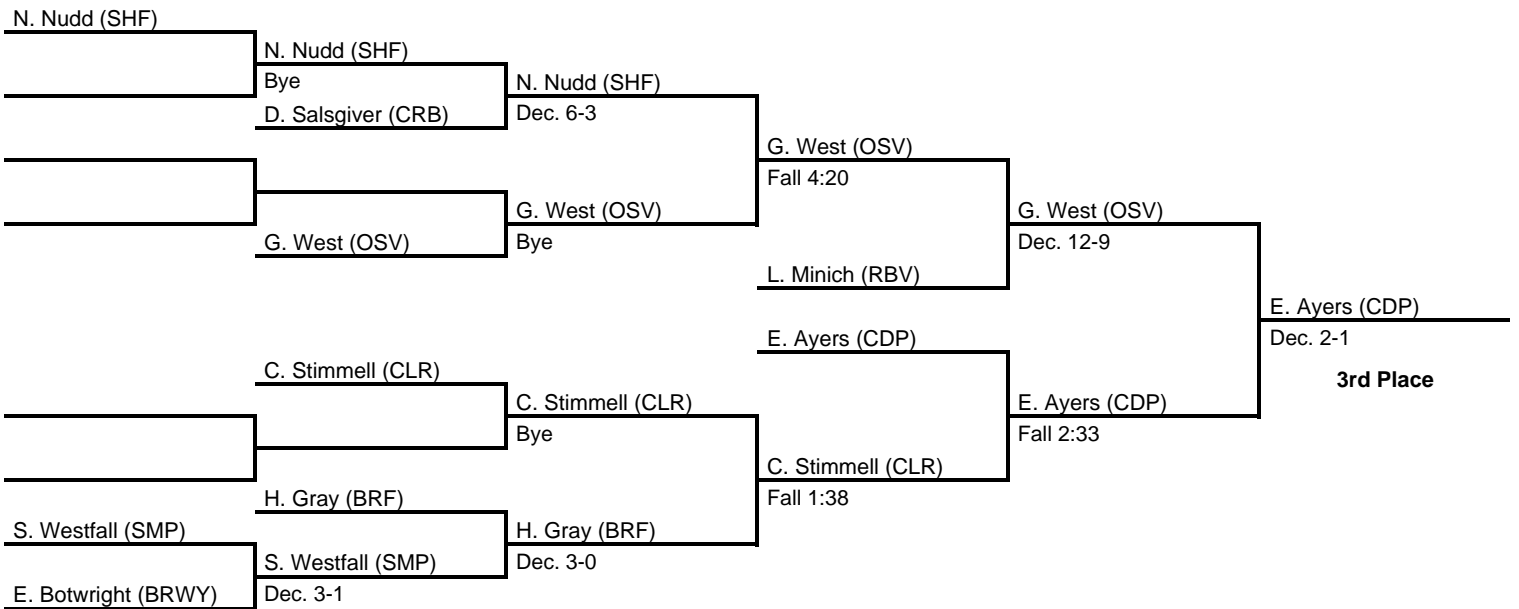 N. Nudd (SHF)
N. Nudd (SHF)
Bye
N. Nudd (SHF)
D. Salsgiver (CRB)
Dec. 6-3
G. West (OSV)
Fall 4:20
G. West (OSV)
G. West (OSV)
G. West (OSV)
Bye
Dec. 12-9
L. Minich (RBV)
E. Ayers (CDP)
E. Ayers (CDP)
Dec. 2-1
C. Stimmell (CLR)
3rd Place
C. Stimmell (CLR)
E. Ayers (CDP)
Bye
Fall 2:33
C. Stimmell (CLR)
H. Gray (BRF)
Fall 1:38
S. Westfall (SMP)
H. Gray (BRF)
S. Westfall (SMP)
Dec. 3-0
E. Botwright (BRWY)
Dec. 3-1